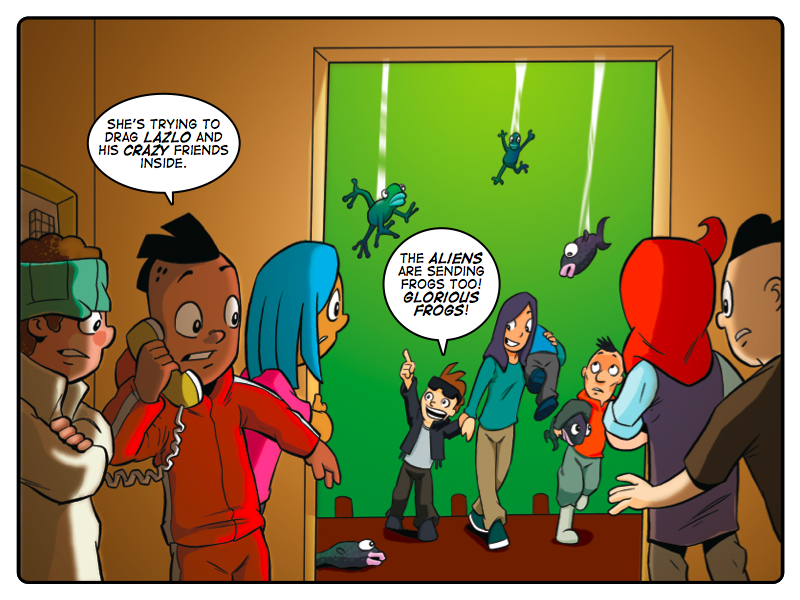 SHE'S TRYING TO
DRAG LAZLO AND
HIS CRAZY FRIENDS
INSIDE.
THE ALIENS
ARE SENDING
FROGS TOO!
GLORIOUS
FROGS!